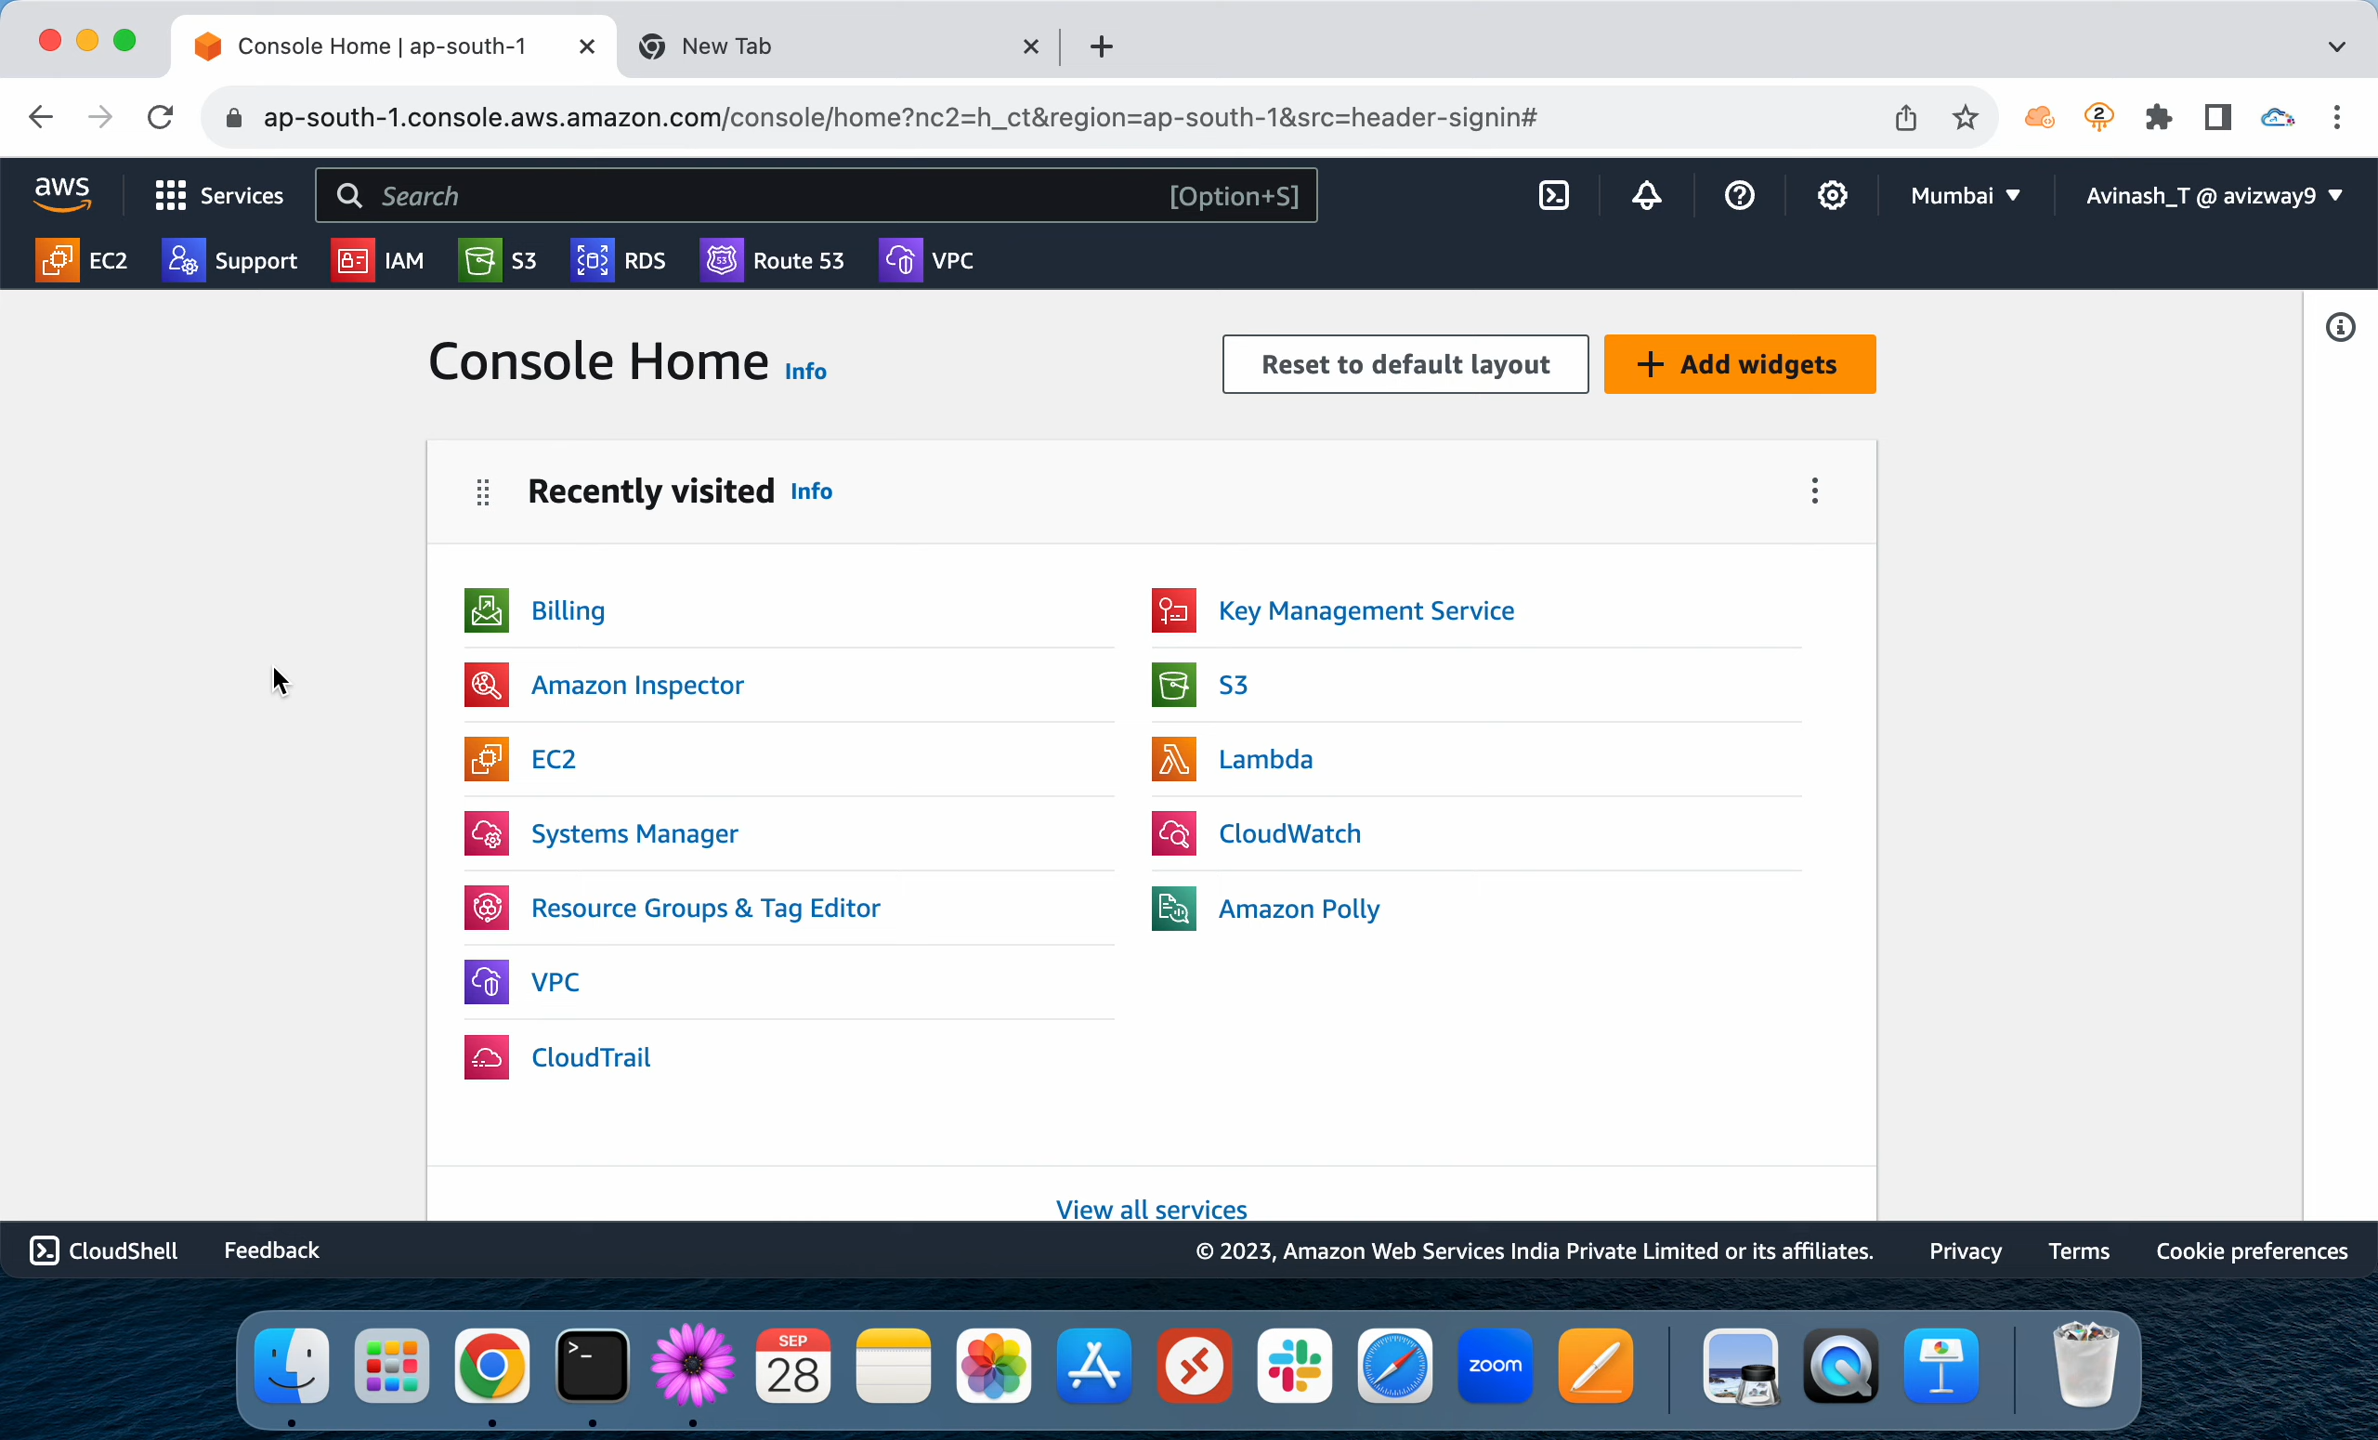 Console Home | ap-south-1
New Tab
ap-south-1.console.aws.amazon.com/console/home?nc2=h_ct&region=ap-south-1&src=header-signin#
2
aws
Services
Search
[Option+S]
Mumbai
Avinash_T @ avizway9
EC2
Support
IAM
S3
RDS
53
Route 53
VPC
Console Home Info
Reset to default layout
+ Add widgets
Recently visited Info
Billing
Amazon Inspector
EC2
Systems Manager
Resource Groups & Tag Editor
VPC
CloudTrail
Key Management Service
S3
Lambda
CloudWatch
Amazon Polly
View all services
CloudShell
Feedback
© 2023, Amazon Web Services India Private Limited or its affiliates.
Privacy
Terms
Cookie preferences
SEP
28
zoom